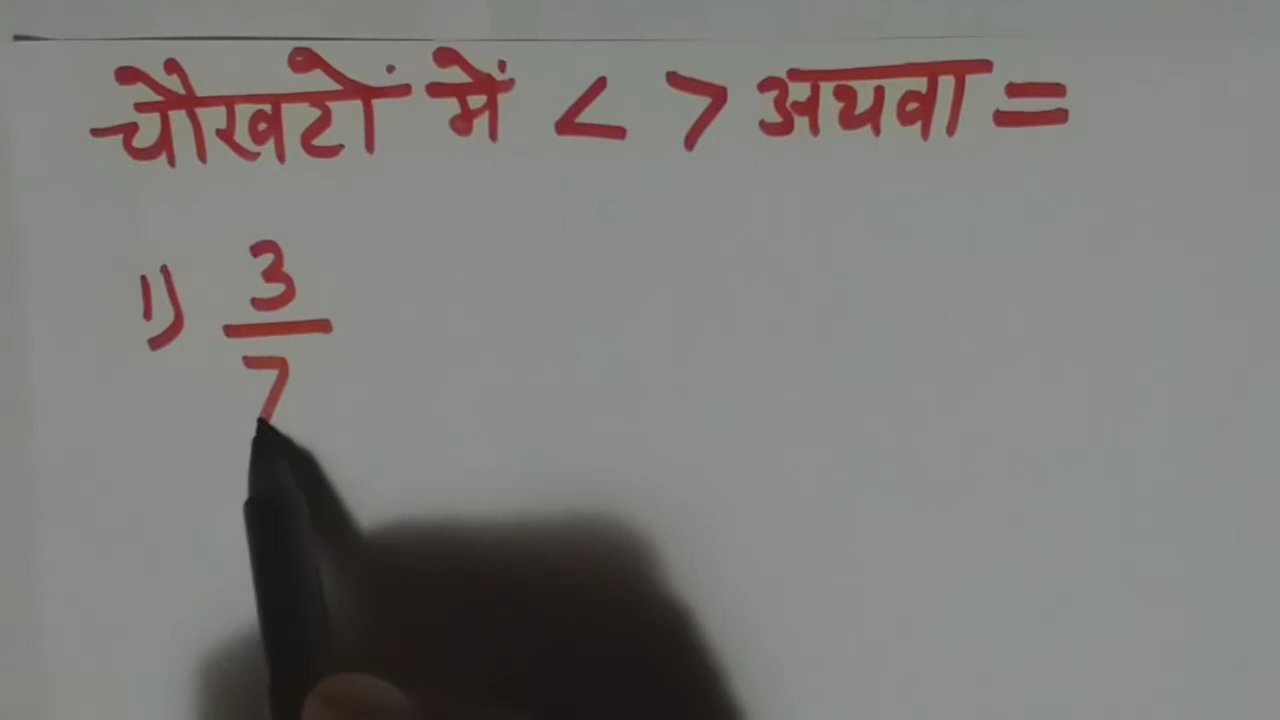 चौखटों में < > अथवा =
1) 3/7